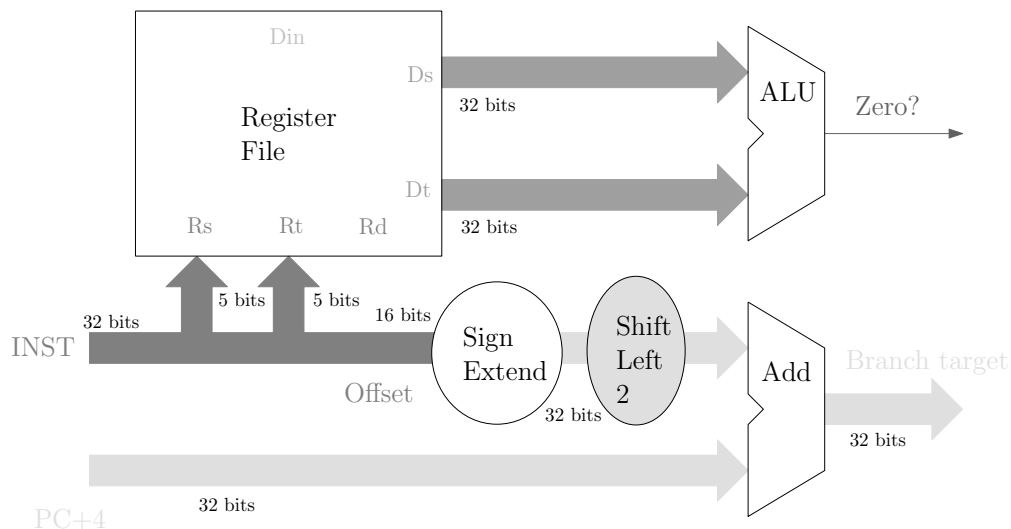 Din
Ds
32 bits
ALU
Zero?
Register
File
Dt
32 bits
Rs
Rt
Rd
5 bits
5 bits
16 bits
32 bits
INST
Sign
Extend
Shift
Left
2
Offset
32 bits
Add
Branch target
32 bits
32 bits
PC+4